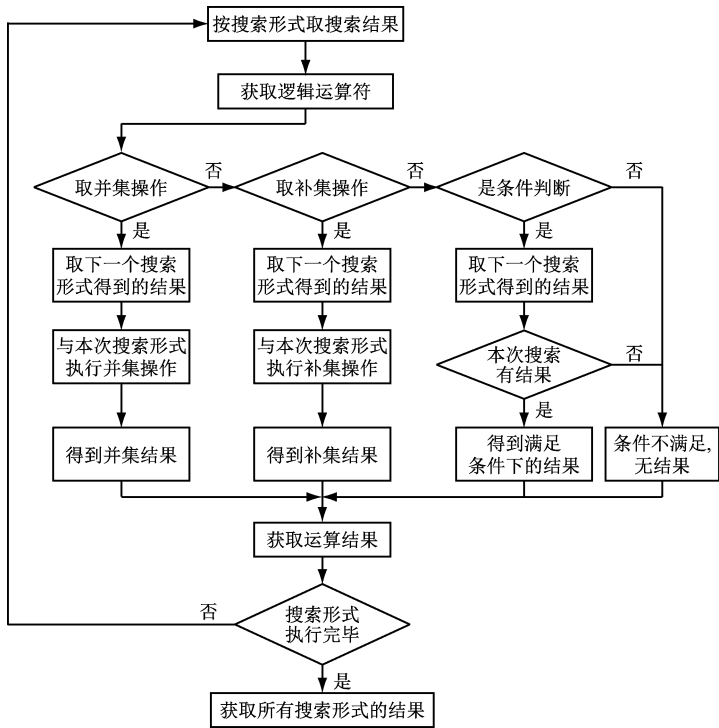 按搜索形式取搜索结果
获取逻辑运算符
取并集操作
否
取补集操作
否
是条件判断
否
是
是
是
取下一个搜索
形式得到的结果
取下一个搜索
形式得到的结果
取下一个搜索
形式得到的结果
与本次搜索形式
执行并集操作
与本次搜索形式
执行补集操作
本次搜索
有结果
否
是
得到并集结果
得到补集结果
得到满足
条件下的结果
条件不满足,
无结果
获取运算结果
否
搜索形式
执行完毕
是
获取所有搜索形式的结果